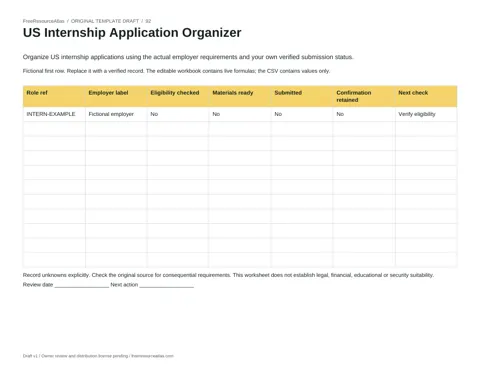 FreeResourceAtlas / ORIGINAL TEMPLATE DRAFT / 92
US Internship Application Organizer
Organize US internship applications using the actual employer requirements and your own verified submission status.
Fictional first row. Replace it with a verified record. The editable workbook contains live formulas; the CSV contains values only.
Role ref Employer label Eligibility checked Materials ready Submitted Confirmation retained Next check
INTERN-EXAMPLE Fictional employer No No No No Verify eligibility
Record unknowns explicitly. Check the original source for consequential requirements. This worksheet does not establish legal, financial, educational or security suitability.
Review date ___________________ Next action ___________________
Draft v1 / Owner review and distribution license pending /